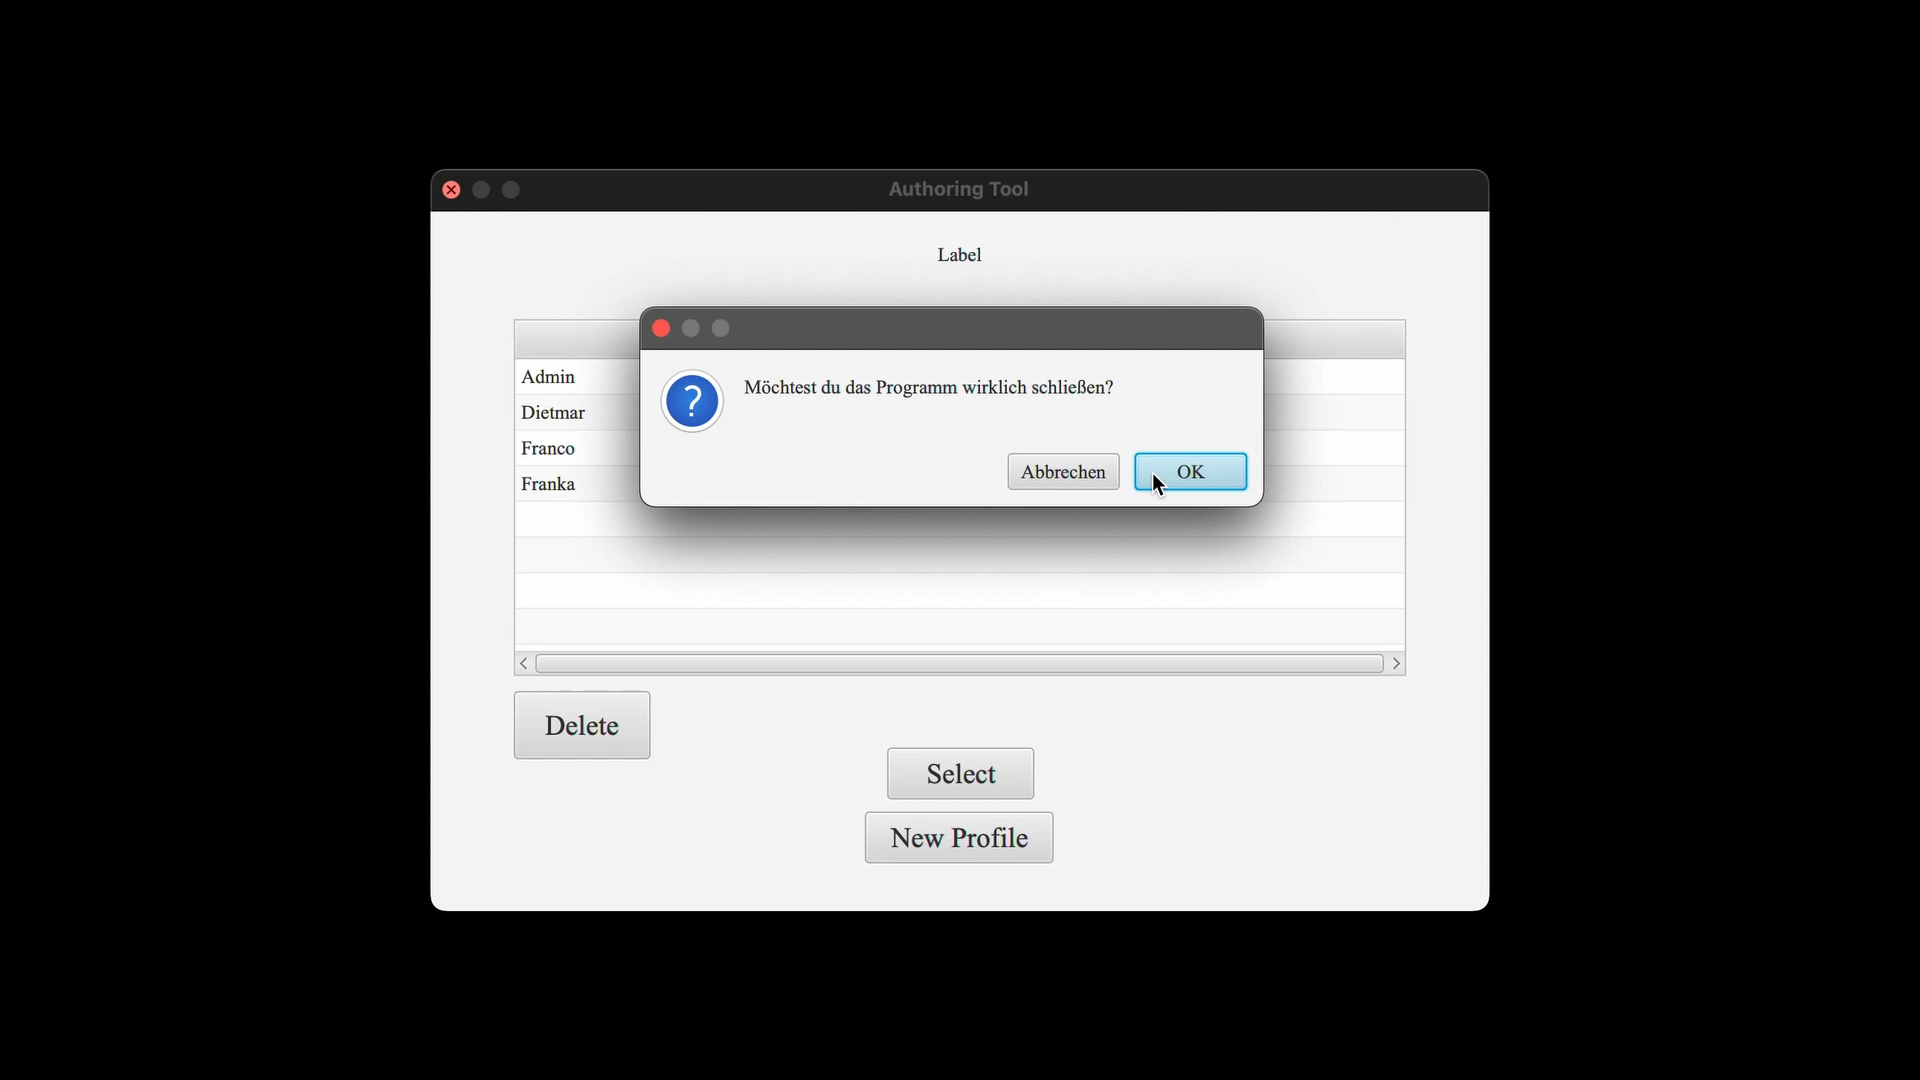 Authoring Tool
Label
Möchtest du das Programm wirklich schließen?
Abbrechen
OK
Admin
Dietmar
Franco
Franka
Delete
Select
New Profile